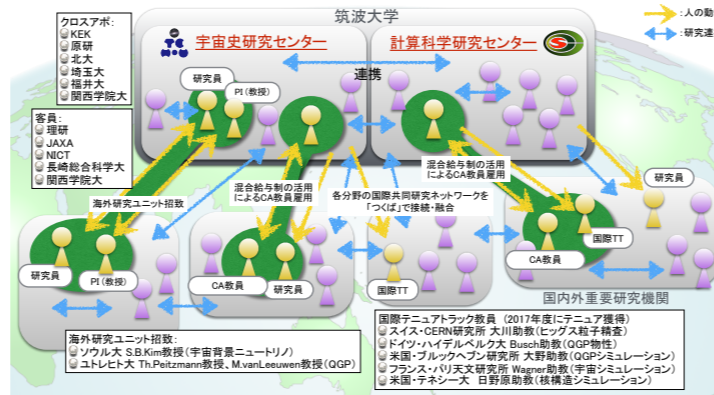 筑波大学
:人の動
:研究連
クロスアポ:
KEK
原研
北大
埼玉大
福井大
関西学院大
宇宙史研究センター
計算科学研究センター
連携
研究員
PI(教授)
客員:
理研
JAXA
NICT
長崎総合科学大
関西学院大
海外研究ユニット招致
混合給与制の活用
によるCA教員雇用
各分野の国際共同研究ネットワークを
「つくば」で接続・融合
混合給与制の活用
によるCA教員雇用
研究員
研究員
PI(教授)
CA教員
研究員
国際TT
CA教員
国際TT
国内外重要研究機関
海外研究ユニット招致:
ソウル大 S.B.Kim教授(宇宙背景ニュートリノ)
ユトレヒト大 Th.Peitzmann教授、M.vanLeeuwen教授(QGP)
国際テニュアトラック教員 (2017年度にテニュア獲得)
スイス・CERN研究所 大川助教(ヒッグス粒子精査)
ドイツ・ハイデルベルク大 Busch助教(QGP物性)
米国・ブルックヘブン研究所 大野助教(QGPシミュレーション)
フランス・パリ天文研究所 Wagner助教(宇宙シミュレーション)
米国・テネシー大 日野原助教(核構造シミュレーション)